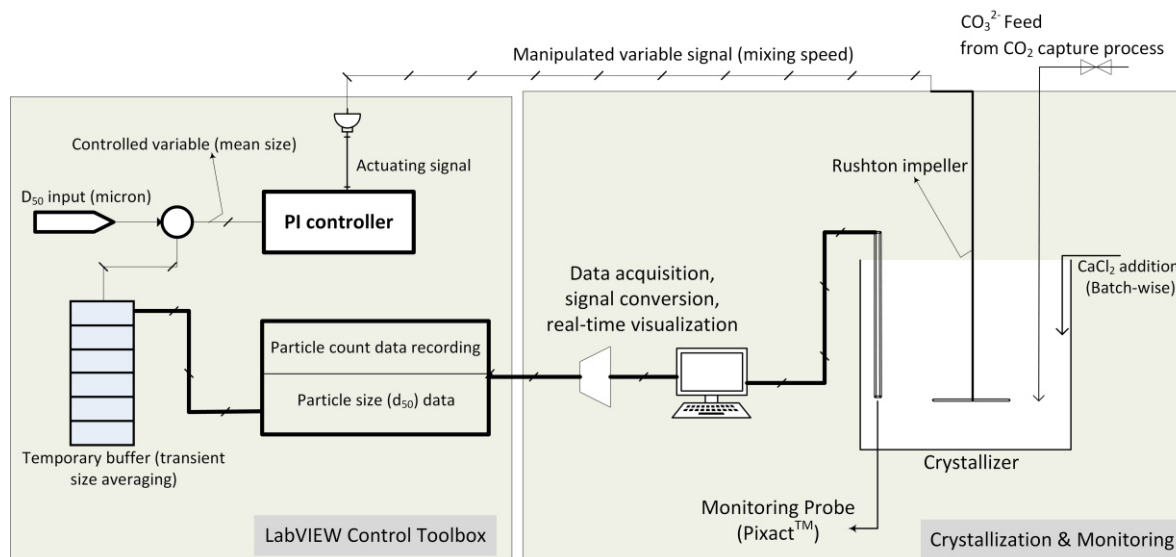 CO₃²⁻ Feed
from CO₂ capture process
Manipulated variable signal (mixing speed)
Controlled variable (mean size)
Actuating signal
Rushton impeller
D₅₀ input (micron)
PI controller
Data acquisition,
signal conversion,
real-time visualization
CaCl₂ addition
(Batch-wise)
Particle count data recording
Particle size (d₅₀) data
Temporary buffer (transient
size averaging)
Crystallizer
Monitoring Probe
(Pixact™)
LabVIEW Control Toolbox
Crystallization & Monitoring